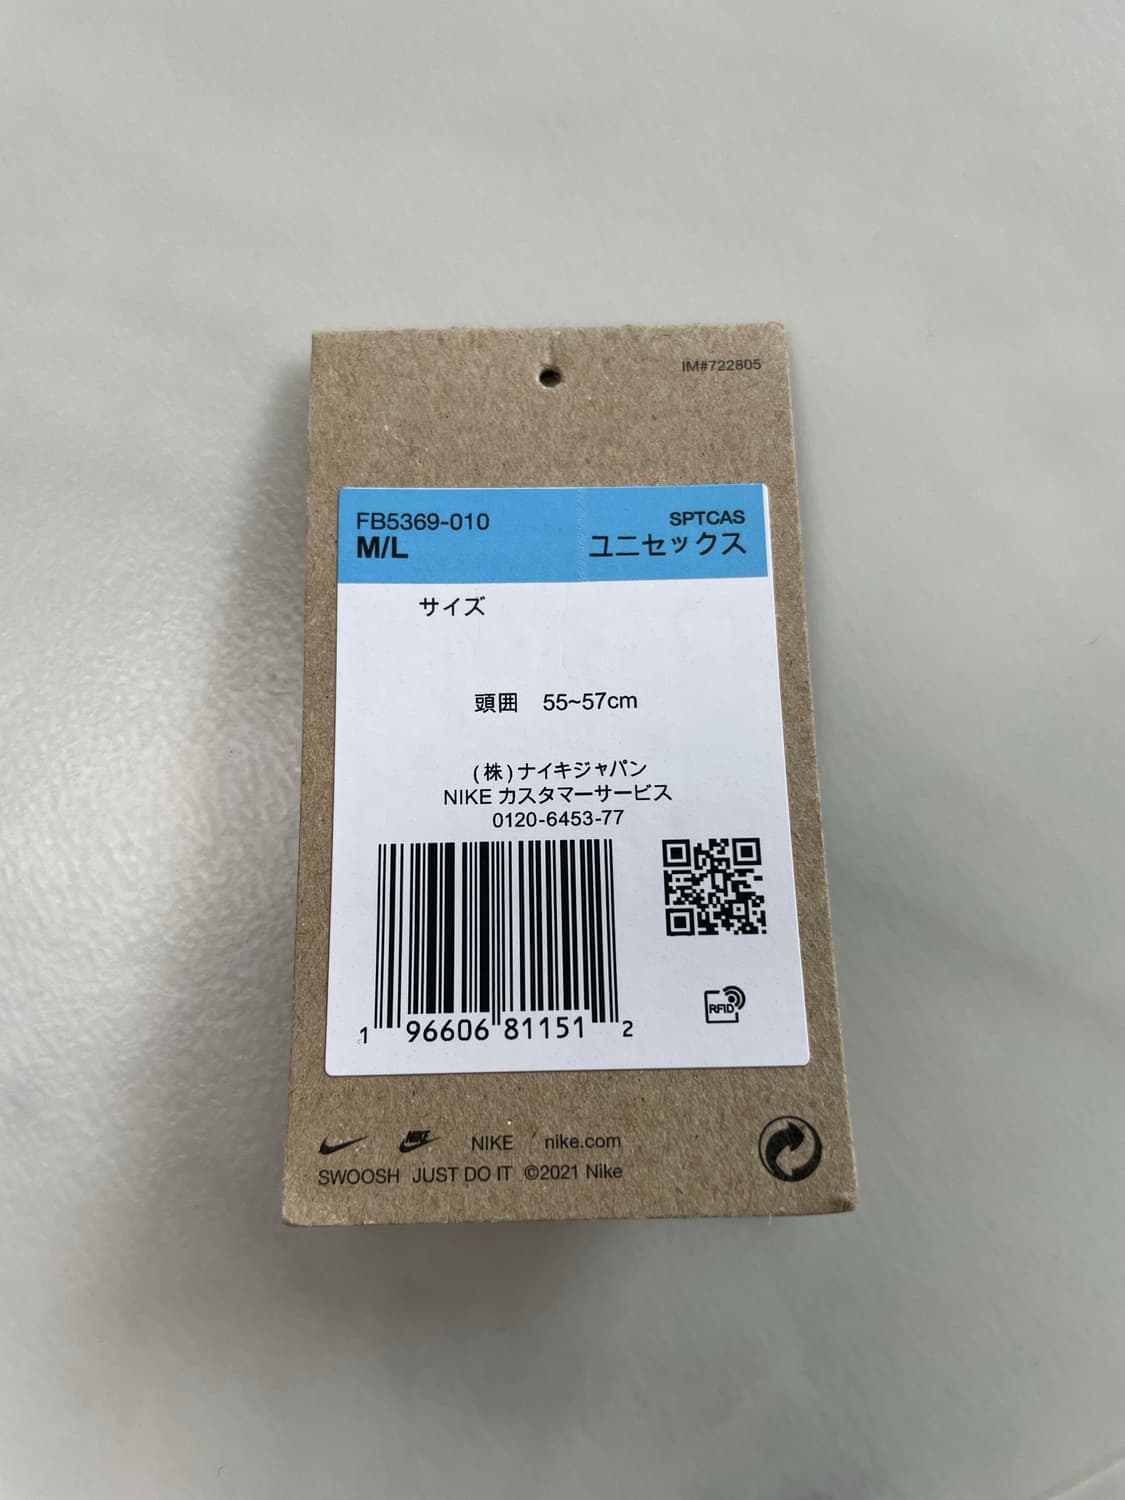 IM#722805
FB5369-010 SPTCAS
M/L ユニセックス
サイズ
頭囲 55~57cm
(株)ナイキジャパン
NIKE カスタマーサービス
0120-6453-77
1 96606 81151 2
RFID
NIKE NIKE nike.com
SWOOSH JUST DO IT ©2021 Nike